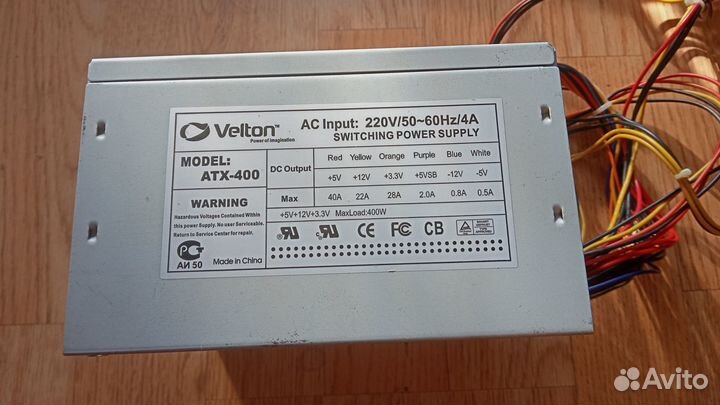 Velton™
Power of imagination
AC Input: 220V/50~60Hz/4A
SWITCHING POWER SUPPLY
MODEL:
ATX-400
DC Output Red Yellow Orange Purple Blue White
+5V +12V +3.3V +5VSB -12V -5V
Max 40A 22A 28A 2.0A 0.8A 0.5A
+5V+12V+3.3V MaxLoad:400W
WARNING
Hazardous Voltages Contained Within
this power Supply. No user Serviceable.
Return to Service Center for repair.
АИ 50
Made in China
CE FC CB
Avito